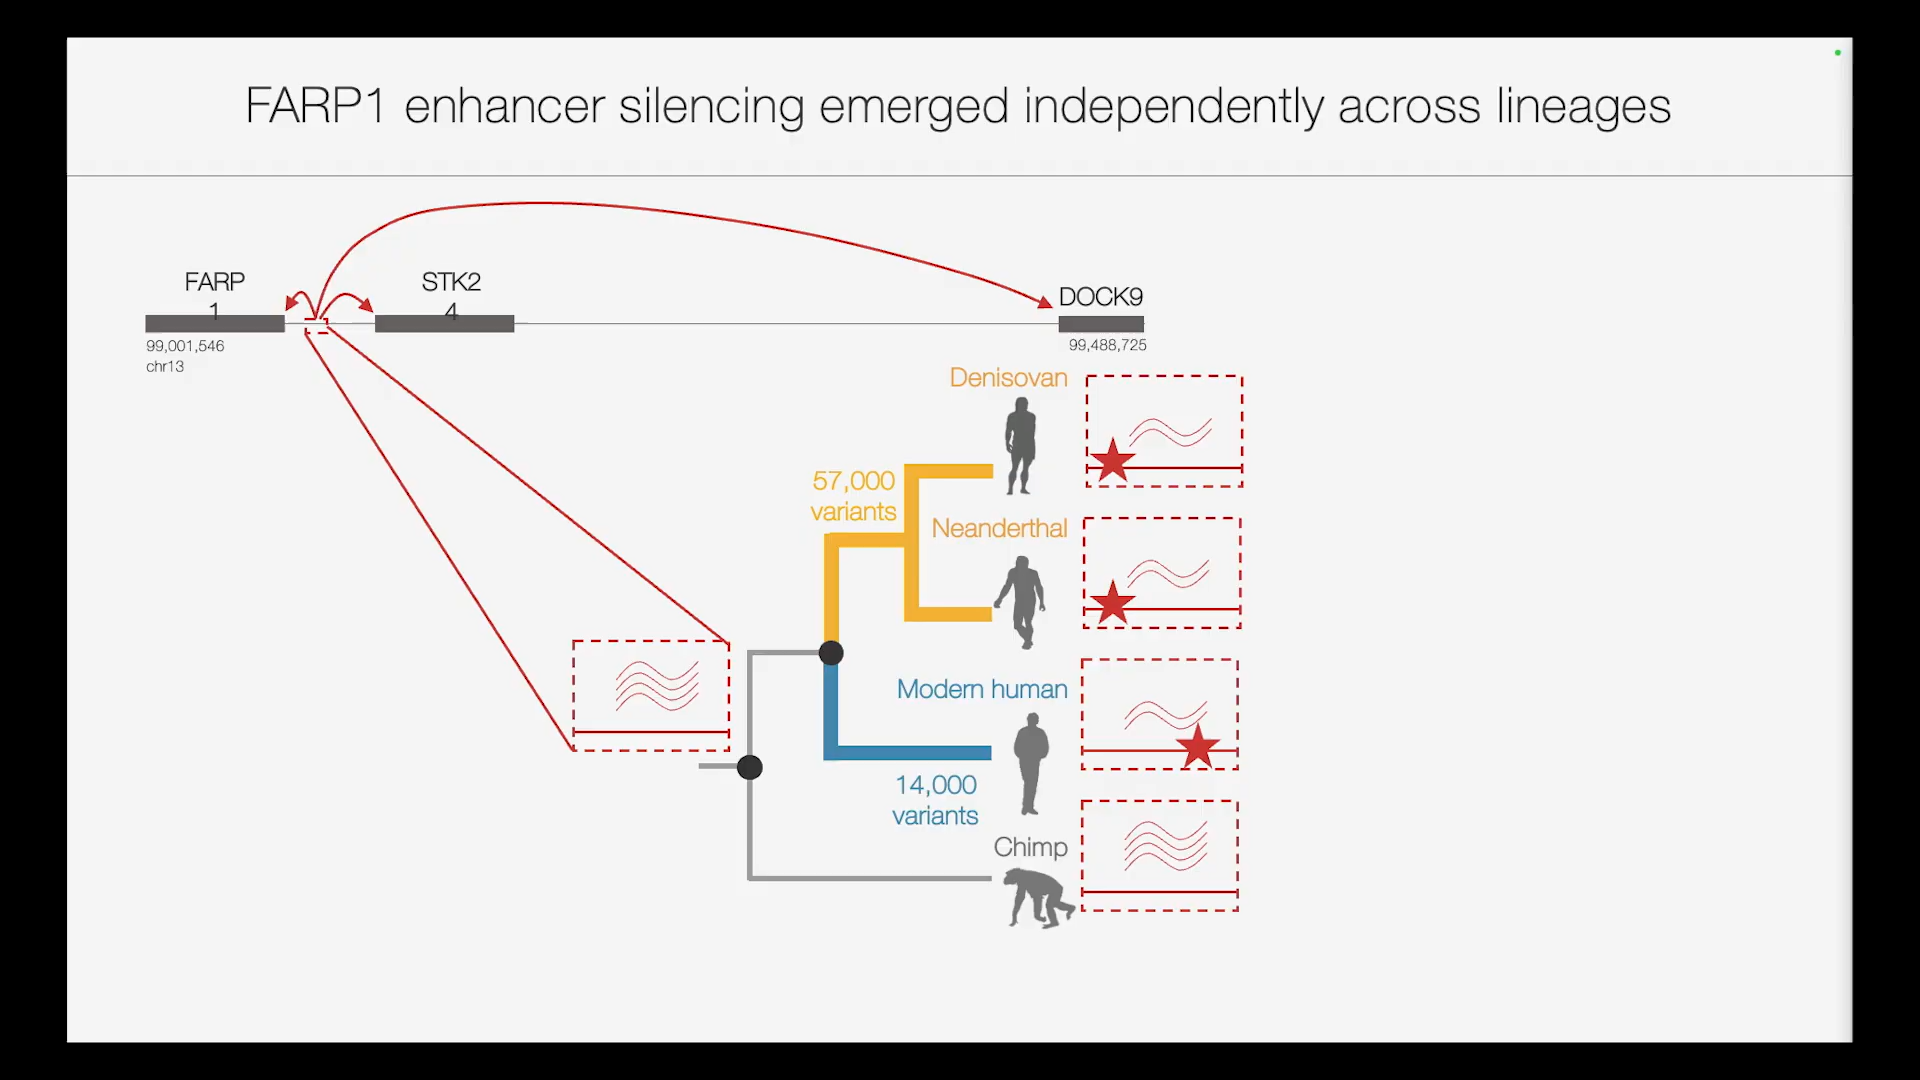 FARP1 enhancer silencing emerged independently across lineages
FARP
1
STK2
4
DOCK9
99,001,546
chr13
99,488,725
Denisovan
57,000
variants
Neanderthal
Modern human
14,000
variants
Chimp